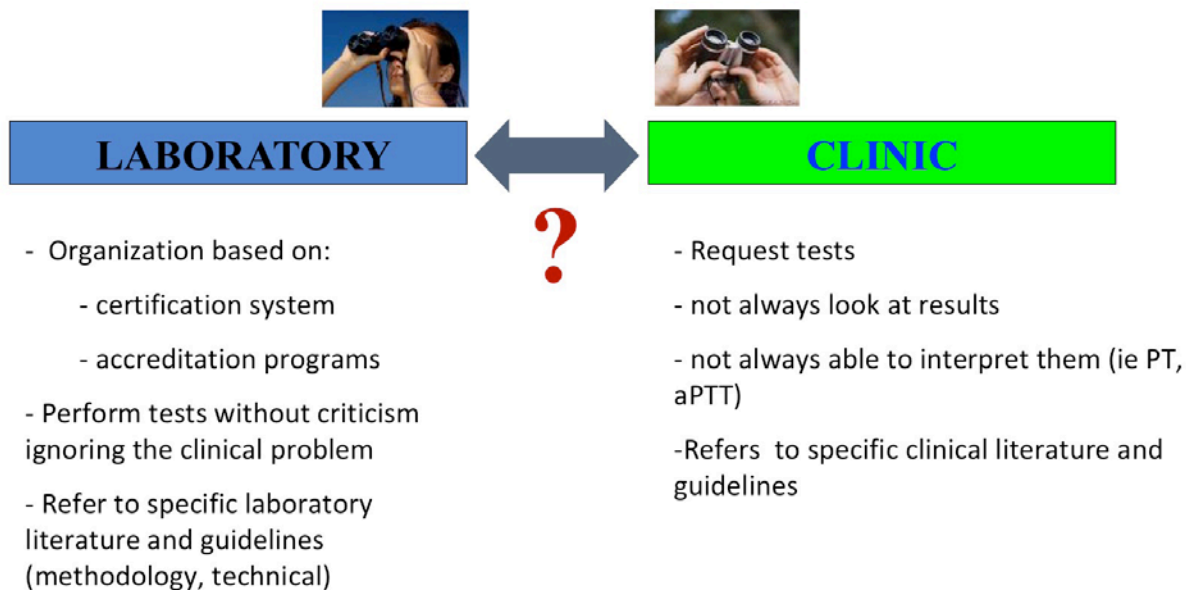 LABORATORY
CLINIC
?
- Organization based on:
- certification system
- accreditation programs
- Perform tests without criticism
ignoring the clinical problem
- Refer to specific laboratory
literature and guidelines
(methodology, technical)
- Request tests
- not always look at results
- not always able to interpret them (ie PT,
aPTT)
-Refers to specific clinical literature and
guidelines